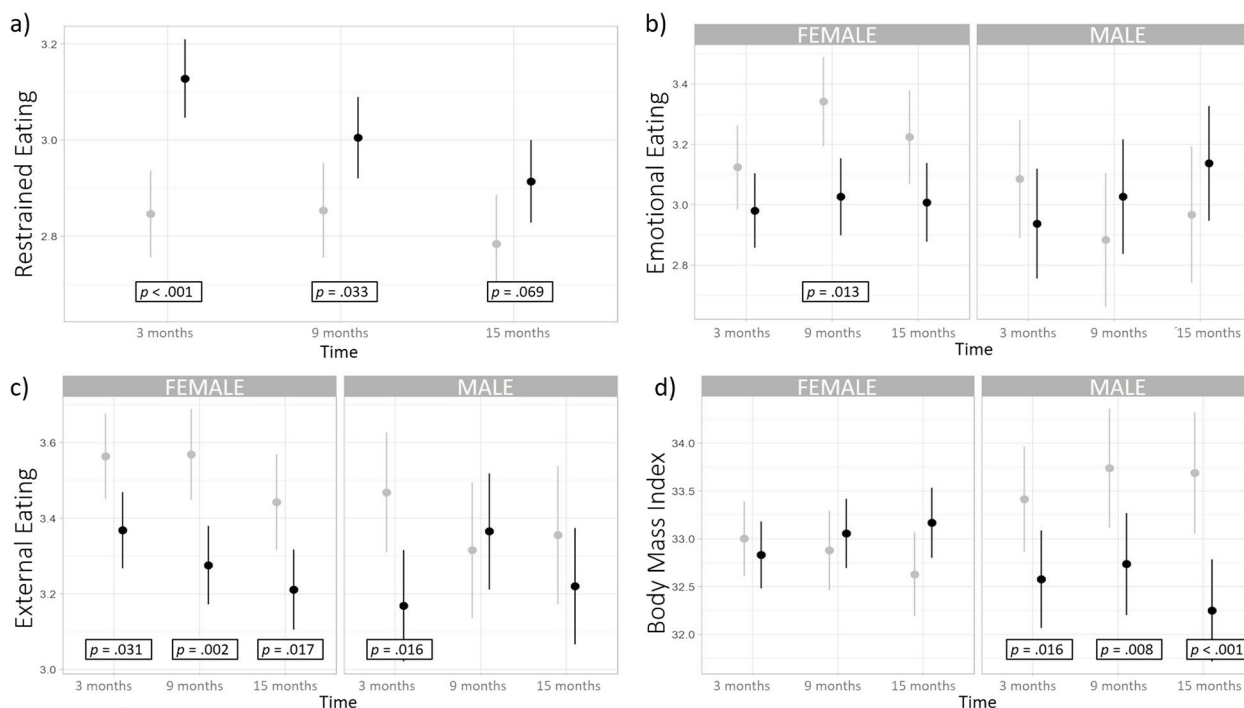 a)
3.2
3.0
2.8
Restrained Eating
p < .001
p = .033
p = .069
3 months
9 months
15 months
Time
b)
FEMALE
MALE
3.4
3.2
3.0
2.8
Emotional Eating
p = .013
3 months
9 months
15 months
3 months
9 months
15 months
Time
c)
FEMALE
MALE
3.6
3.4
3.2
3.0
External Eating
p = .031
p = .002
p = .017
p = .016
3 months
9 months
15 months
3 months
9 months
15 months
Time
d)
FEMALE
MALE
34.0
33.5
33.0
32.5
32.0
Body Mass Index
p = .016
p = .008
p < .001
3 months
9 months
15 months
3 months
9 months
15 months
Time